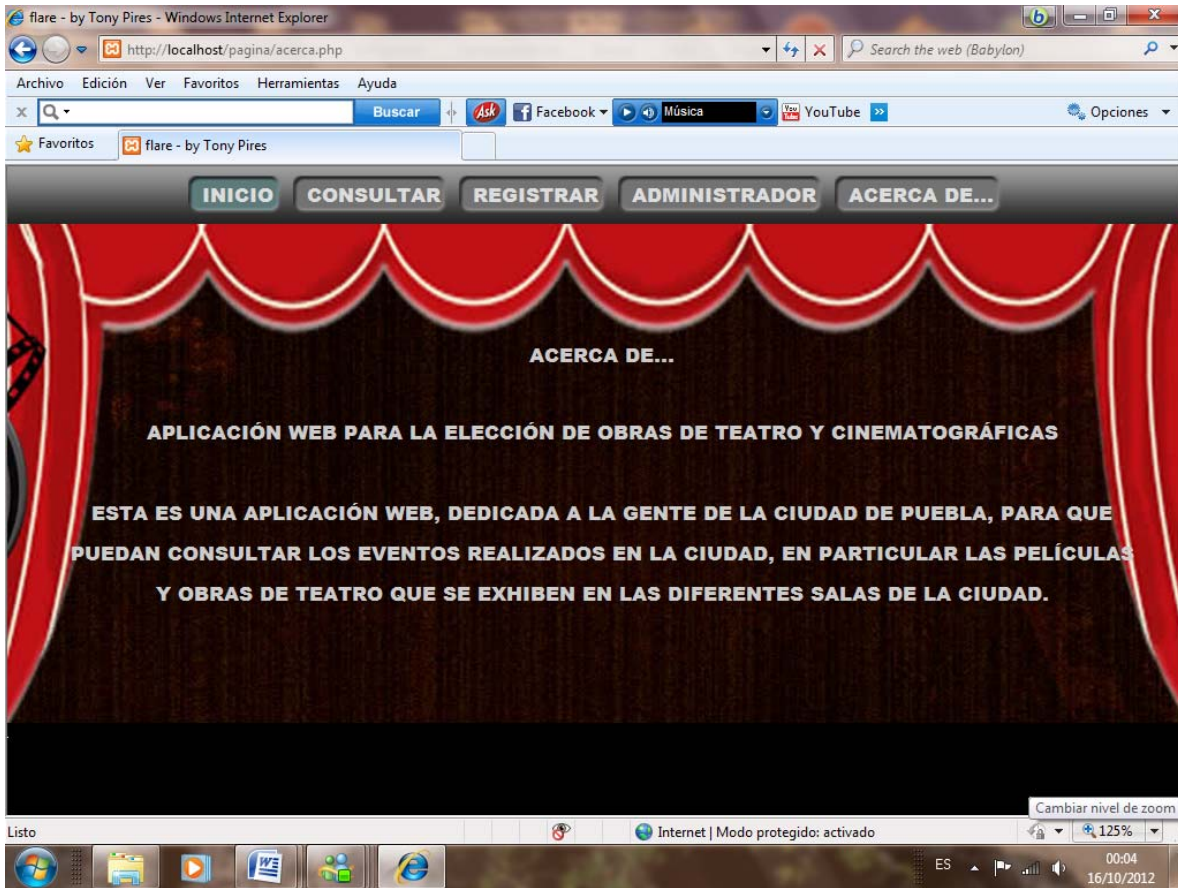 flare - by Tony Pires - Windows Internet Explorer
http://localhost/pagina/acerca.php
Search the web (Babylon)
Archivo Edición Ver Favoritos Herramientas Ayuda
Buscar Ask Facebook Música YouTube Opciones
Favoritos flare - by Tony Pires
INICIO CONSULTAR REGISTRAR ADMINISTRADOR ACERCA DE...
ACERCA DE...
APLICACIÓN WEB PARA LA ELECCIÓN DE OBRAS DE TEATRO Y CINEMATOGRÁFICAS
ESTA ES UNA APLICACIÓN WEB, DEDICADA A LA GENTE DE LA CIUDAD DE PUEBLA, PARA QUE
PUEDAN CONSULTAR LOS EVENTOS REALIZADOS EN LA CIUDAD, EN PARTICULAR LAS PELÍCULAS
Y OBRAS DE TEATRO QUE SE EXHIBEN EN LAS DIFERENTES SALAS DE LA CIUDAD.
Cambiar nivel de zoom
Listo Internet | Modo protegido: activado 125%
ES 00:04
16/10/2012